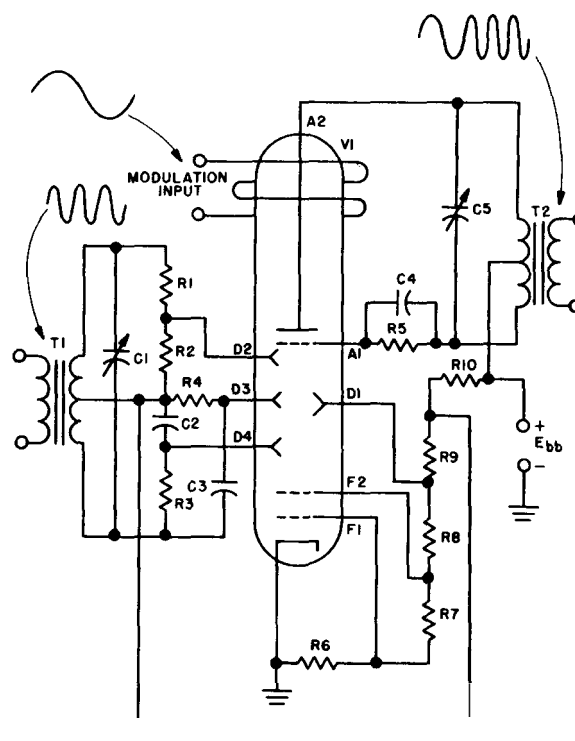 A2
V1
MODULATION
INPUT
T2
C5
C4
R1
R5
T1
C1
R2
D2
A1
R10
R4
D3
D1
C2
+
Ebb
-
D4
R9
R3
C3
F2
F1
R8
R7
R6